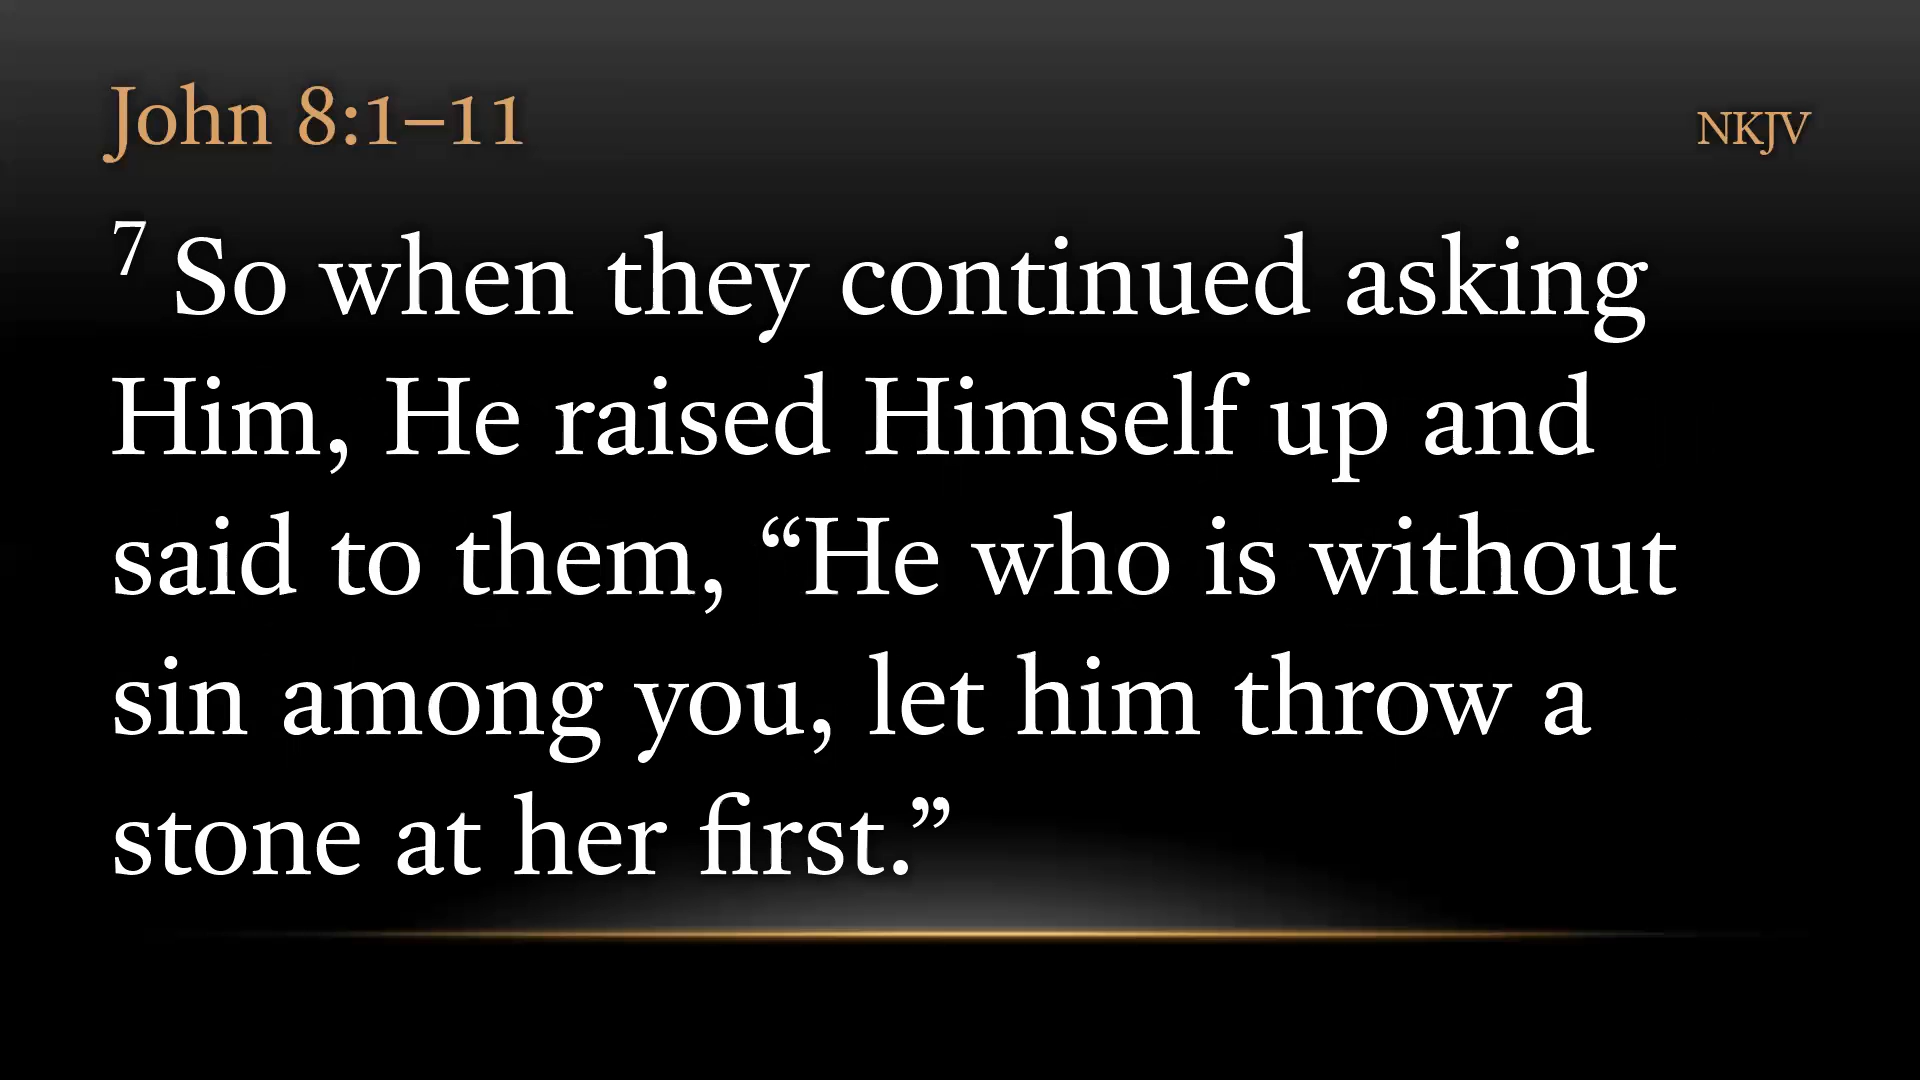 John 8:1–11
NKJV
7 So when they continued asking
Him, He raised Himself up and
said to them, “He who is without
sin among you, let him throw a
stone at her first.”